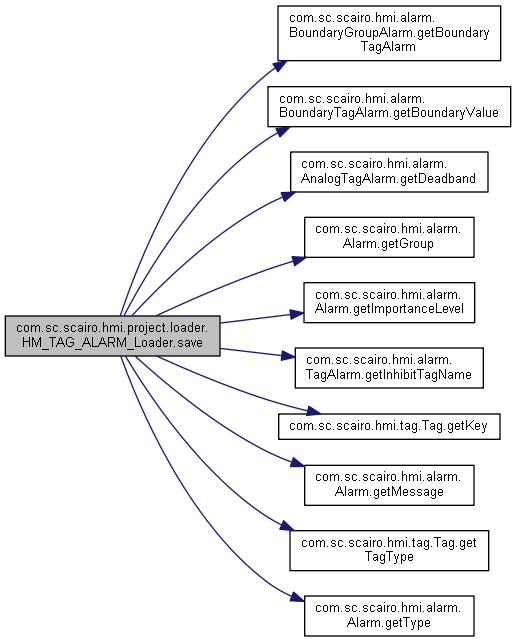 com.sc.scairo.hmi.alarm.
BoundaryGroupAlarm.getBoundary
TagAlarm
com.sc.scairo.hmi.alarm.
BoundaryTagAlarm.getBoundaryValue
com.sc.scairo.hmi.alarm.
AnalogTagAlarm.getDeadband
com.sc.scairo.hmi.alarm.
Alarm.getGroup
com.sc.scairo.hmi.alarm.
Alarm.getImportanceLevel
com.sc.scairo.hmi.project.loader.
HM_TAG_ALARM_Loader.save
com.sc.scairo.hmi.alarm.
TagAlarm.getInhibitTagName
com.sc.scairo.hmi.tag.Tag.getKey
com.sc.scairo.hmi.alarm.
Alarm.getMessage
com.sc.scairo.hmi.tag.Tag.get
TagType
com.sc.scairo.hmi.alarm.
Alarm.getType